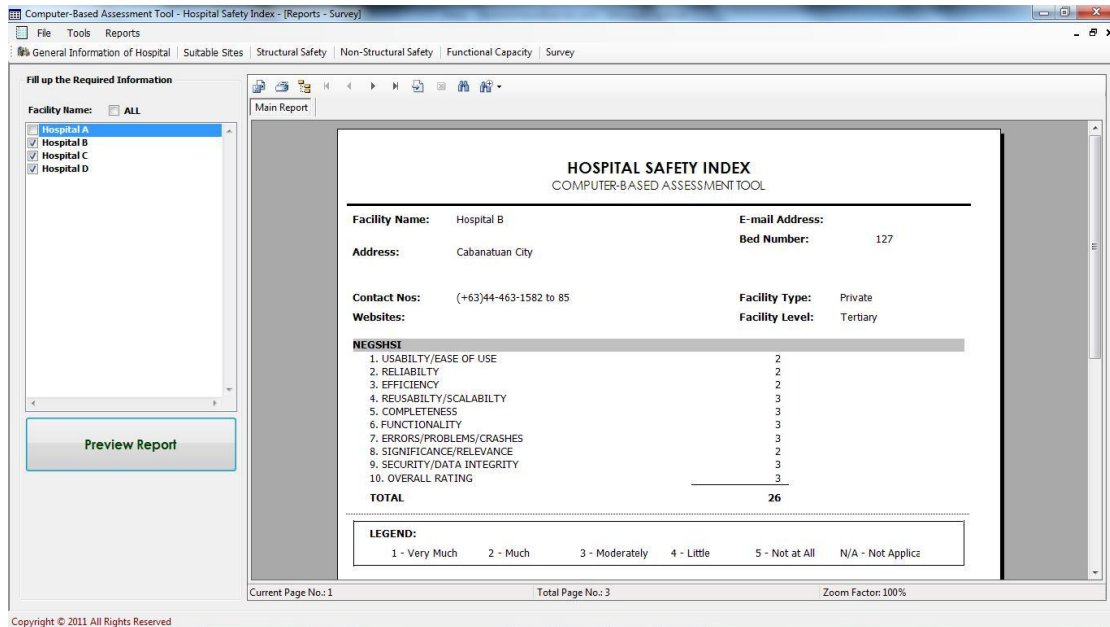 Computer-Based Assessment Tool - Hospital Safety Index - [Reports - Survey]
File Tools Reports
General Information of Hospital Suitable Sites Structural Safety Non-Structural Safety Functional Capacity Survey
Fill up the Required Information
Facility Name: ALL
Hospital A
Hospital B
Hospital C
Hospital D
Preview Report
Main Report
HOSPITAL SAFETY INDEX
COMPUTER-BASED ASSESSMENT TOOL
Facility Name: Hospital B E-mail Address:
Bed Number: 127
Address: Cabanatuan City
Contact Nos: (+63)44-463-1582 to 85 Facility Type: Private
Websites: Facility Level: Tertiary
NEGSHSI
1. USABILTY/EASE OF USE 2
2. RELIABILTY 2
3. EFFICIENCY 2
4. REUSABILTY/SCALABILTY 3
5. COMPLETENESS 3
6. FUNCTIONALITY 3
7. ERRORS/PROBLEMS/CRASHES 3
8. SIGNIFICANCE/RELEVANCE 2
9. SECURITY/DATA INTEGRITY 3
10. OVERALL RATING 3
TOTAL 26
LEGEND:
1 - Very Much 2 - Much 3 - Moderately 4 - Little 5 - Not at All N/A - Not Applica
Current Page No.: 1 Total Page No.: 3 Zoom Factor: 100%
Copyright © 2011 All Rights Reserved